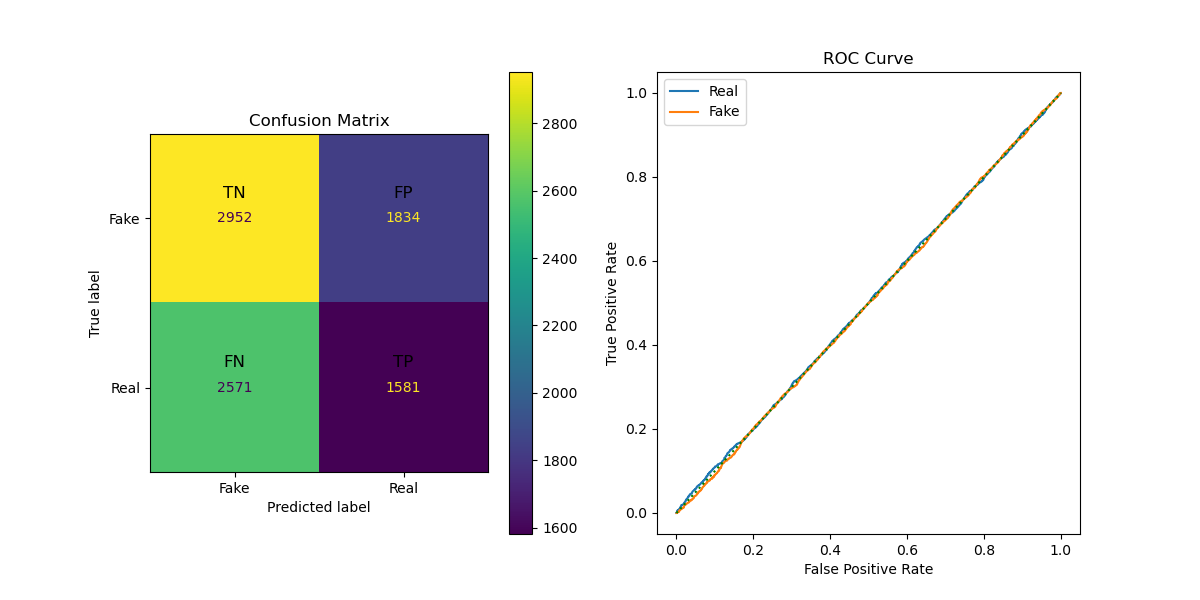 Confusion Matrix
TN
2952
FP
1834
FN
2571
TP
1581
Fake
Real
True label
Fake
Real
Predicted label
2800
2600
2400
2200
2000
1800
1600
ROC Curve
Real
Fake
1.0
0.8
0.6
0.4
0.2
0.0
True Positive Rate
0.0 0.2 0.4 0.6 0.8 1.0
False Positive Rate